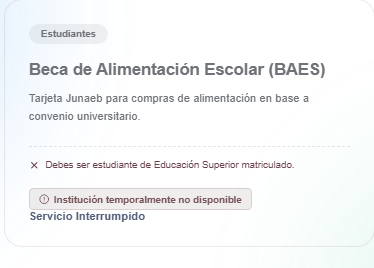 Estudiantes
Beca de Alimentación Escolar (BAES)
Tarjeta Junaeb para compras de alimentación en base a
convenio universitario.
Debes ser estudiante de Educación Superior matriculado.
Institución temporalmente no disponible
Servicio Interrumpido